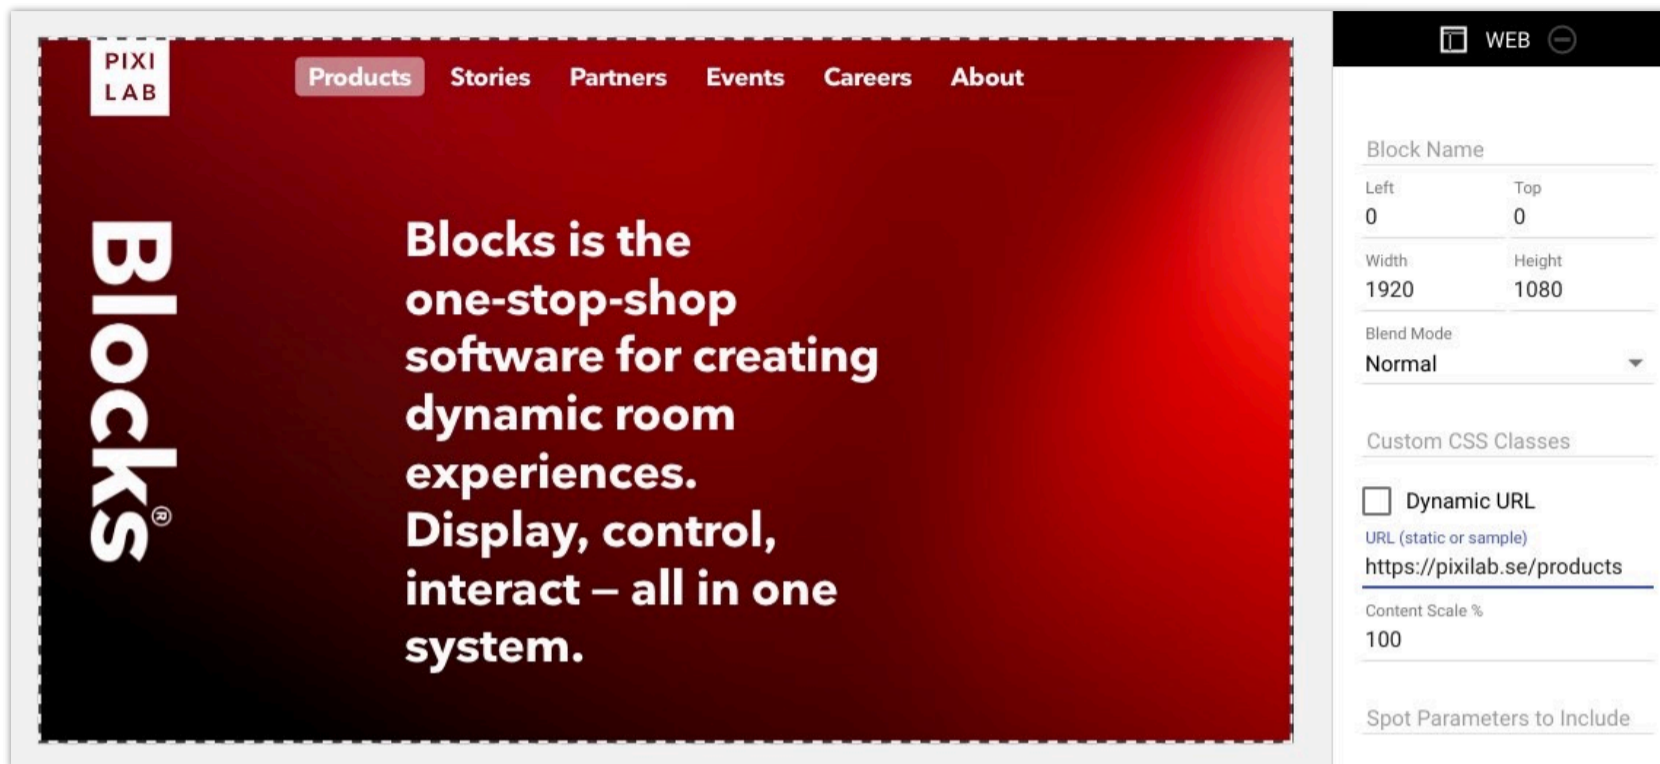 PIXI
LAB
Products Stories Partners Events Careers About
Blocks®
Blocks is the
one-stop-shop
software for creating
dynamic room
experiences.
Display, control,
interact – all in one
system.
WEB
Block Name
Left Top
0 0
Width Height
1920 1080
Blend Mode
Normal
Custom CSS Classes
Dynamic URL
URL (static or sample)
https://pixilab.se/products
Content Scale %
100
Spot Parameters to Include